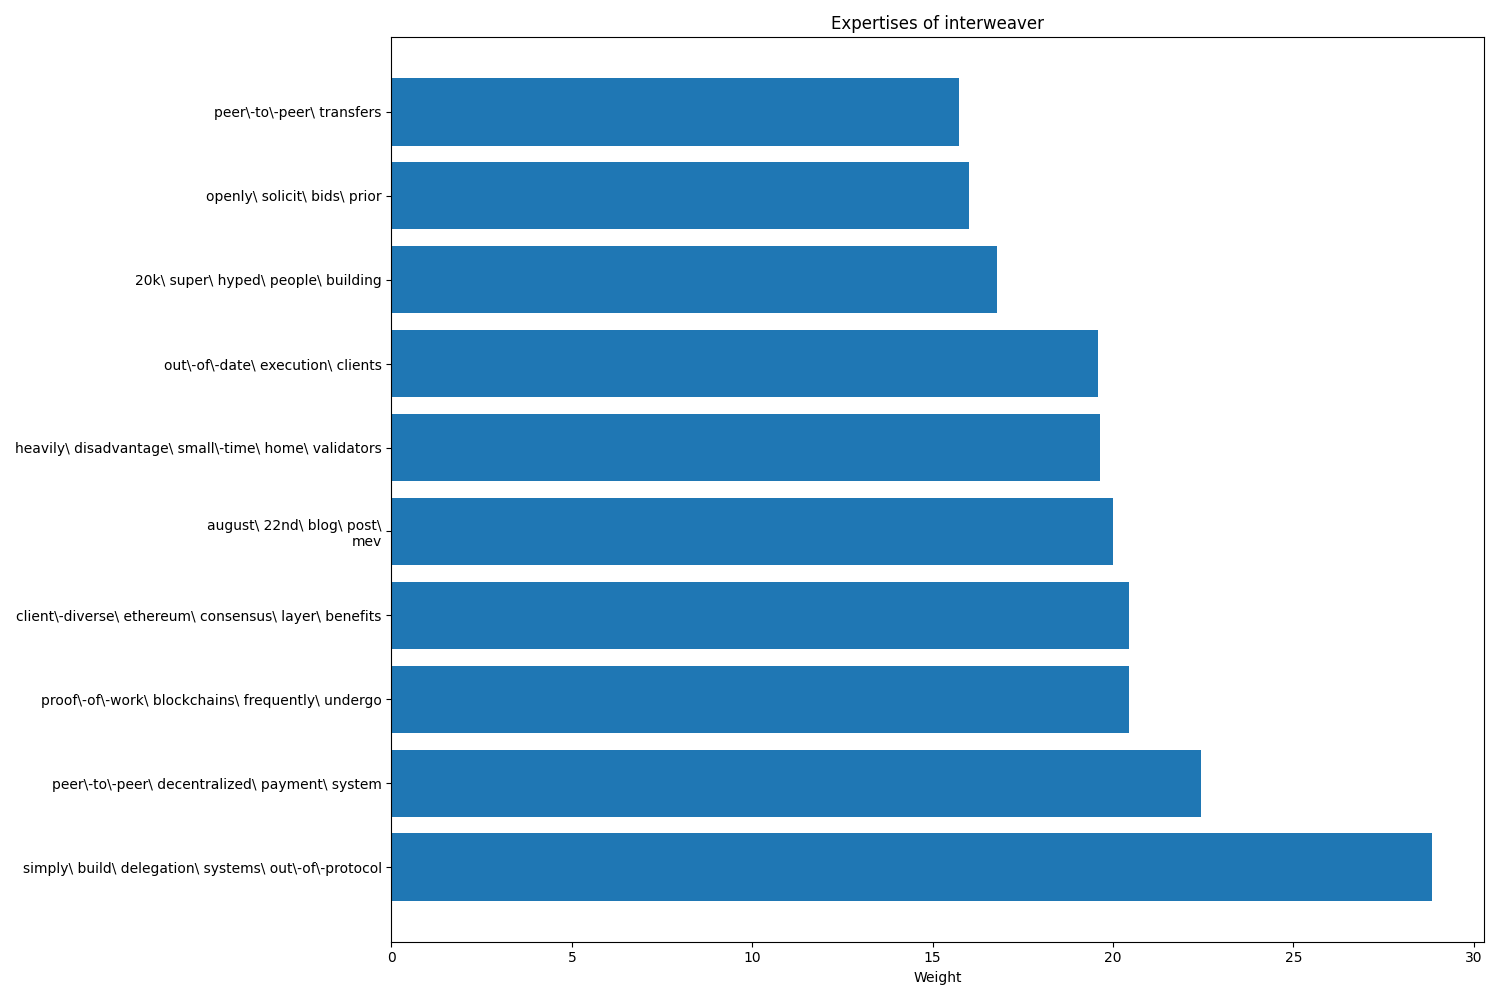 Expertises of interweaver
peer\-to\-peer\ transfers
openly\ solicit\ bids\ prior
20k\ super\ hyped\ people\ building
out\-of\-date\ execution\ clients
heavily\ disadvantage\ small\-time\ home\ validators
august\ 22nd\ blog\ post\
mev
client\-diverse\ ethereum\ consensus\ layer\ benefits
proof\-of\-work\ blockchains\ frequently\ undergo
peer\-to\-peer\ decentralized\ payment\ system
simply\ build\ delegation\ systems\ out\-of\-protocol
0 5 10 15 20 25 30
Weight